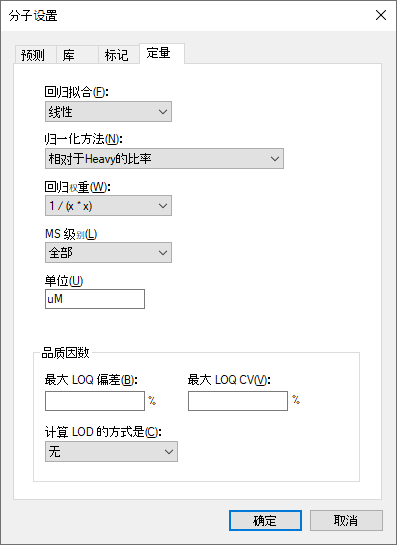 分子设置
预测 库 标记 定量
回归拟合(F):
线性
归一化方法(N):
相对于Heavy的比率
回归权重(W):
1 / (x * x)
MS 级别(L)
全部
单位(U)
uM
品质因数
最大 LOQ 偏差(B): 最大 LOQ CV(V):
% %
计算 LOD 的方式是(C):
无
确定 取消